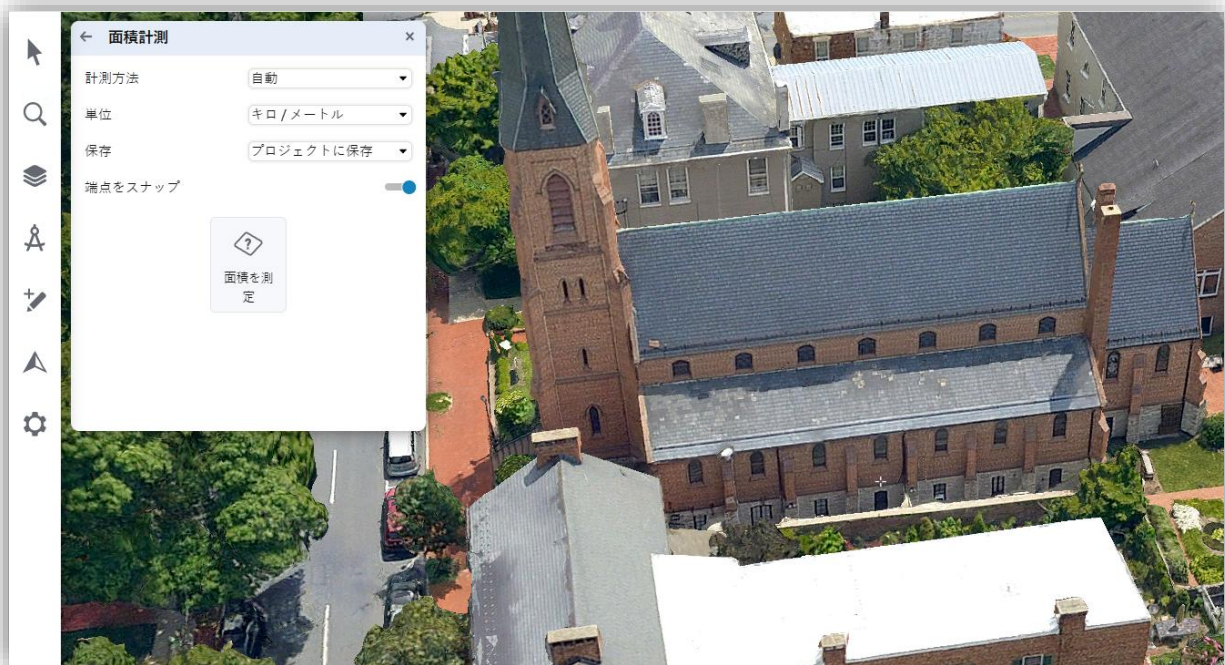 面積計測
計測方法
自動
単位
キロ / メートル
保存
プロジェクトに保存
端点をスナップ
面積を測
定